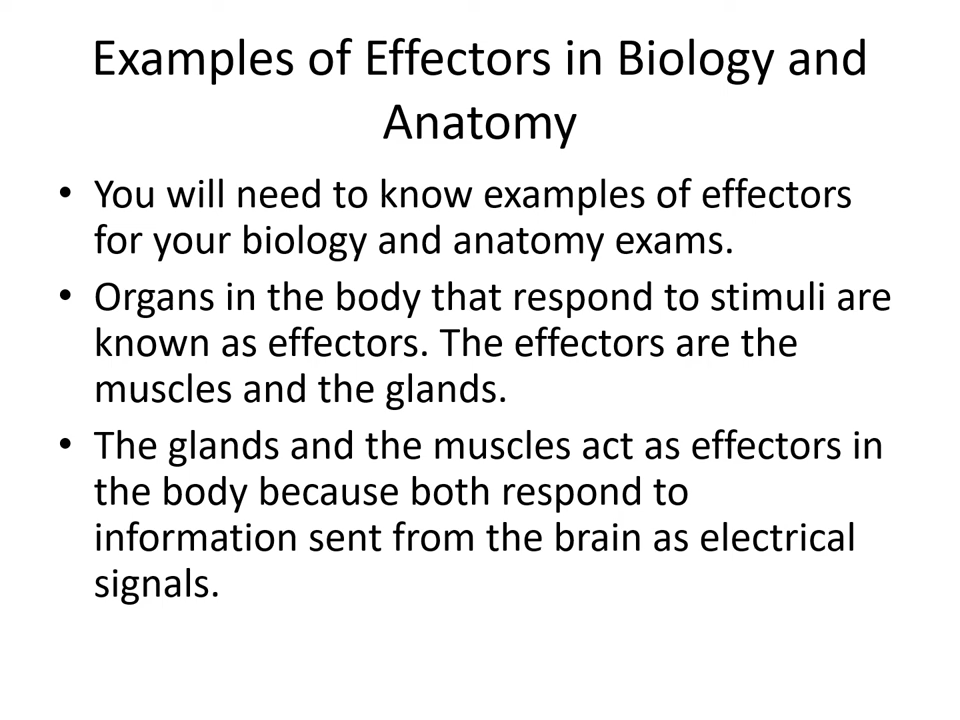 Examples of Effectors in Biology and
Anatomy
• You will need to know examples of effectors
for your biology and anatomy exams.
• Organs in the body that respond to stimuli are
known as effectors. The effectors are the
muscles and the glands.
• The glands and the muscles act as effectors in
the body because both respond to
information sent from the brain as electrical
signals.